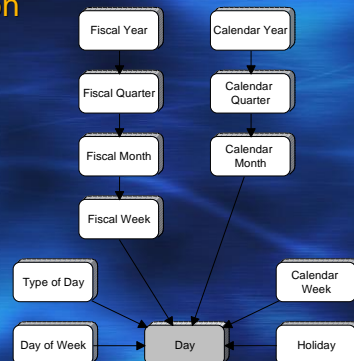 on
Fiscal Year
Calendar Year
Fiscal Quarter
Calendar
Quarter
Fiscal Month
Calendar
Month
Fiscal Week
Type of Day
Calendar
Week
Day of Week
Day
Holiday